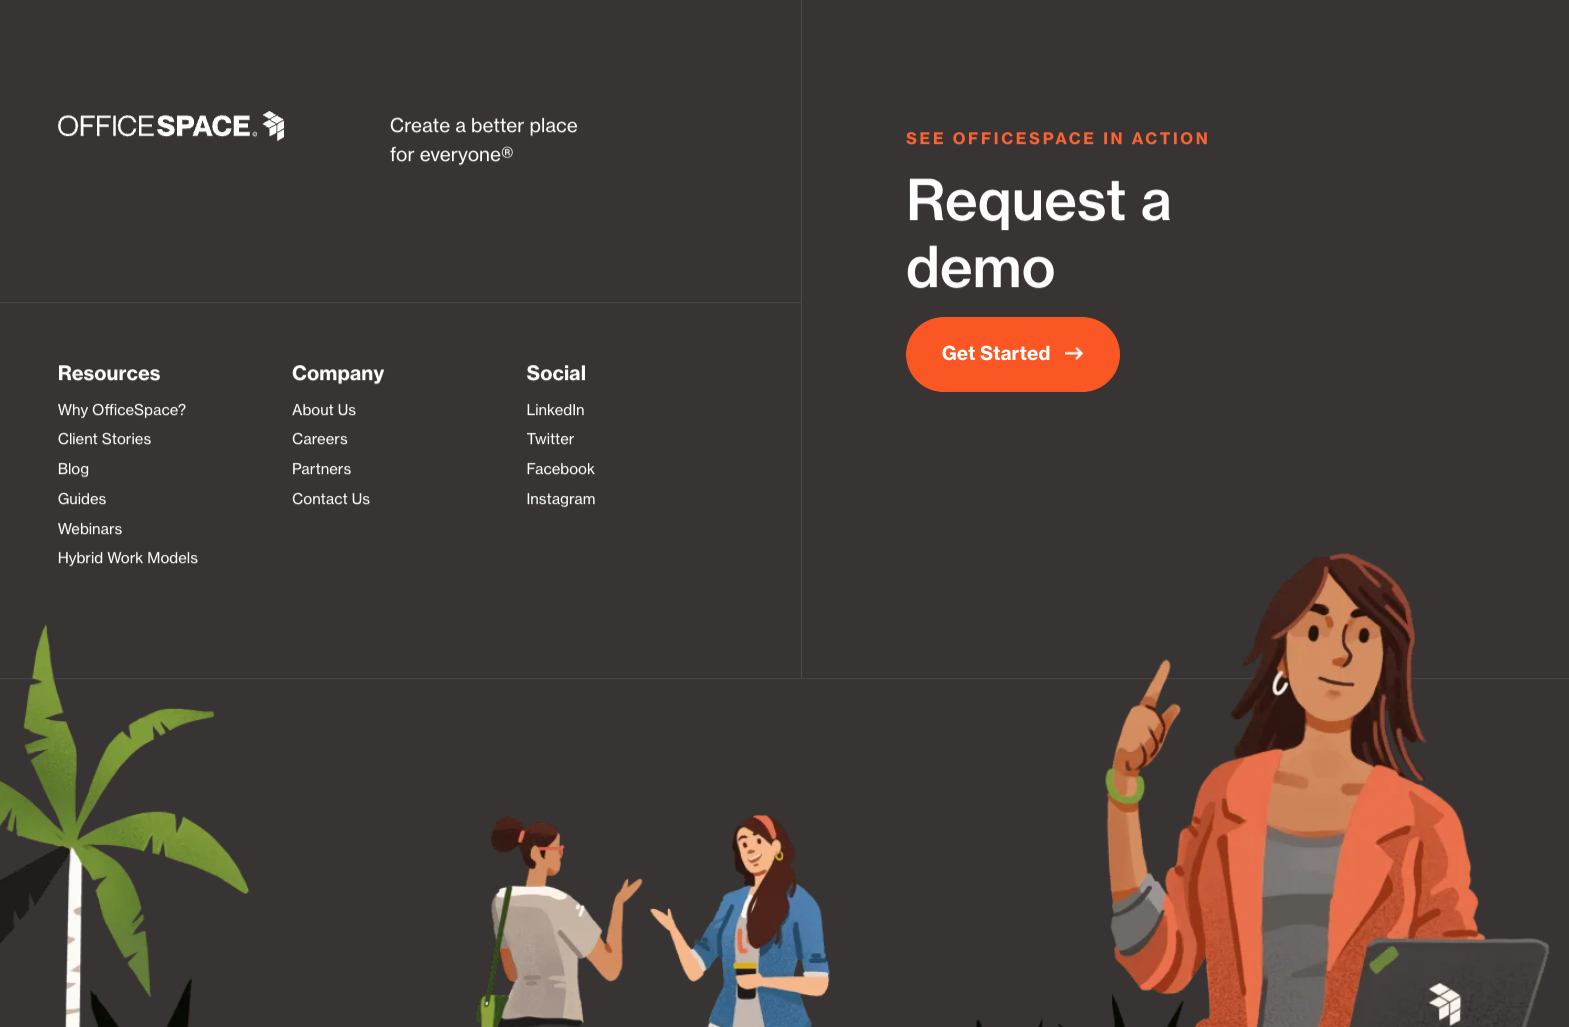 OFFICESPACE®
Create a better place
for everyone®
SEE OFFICESPACE IN ACTION
Request a
demo
Get Started →
Resources
Why OfficeSpace?
Client Stories
Blog
Guides
Webinars
Hybrid Work Models
Company
About Us
Careers
Partners
Contact Us
Social
LinkedIn
Twitter
Facebook
Instagram